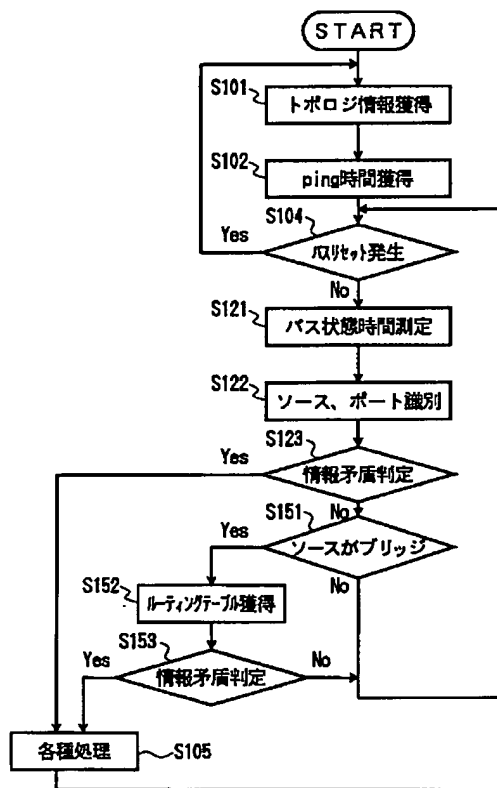 START
S101
トポロジ情報獲得
S102
ping時間獲得
S104
Yes
バスリセット発生
No
S121
バス状態時間測定
S122
ソース、ポート識別
S123
Yes
情報矛盾判定
No
S151
Yes
ソースがブリッジ
No
S152
ルーティングテーブル獲得
S153
Yes
情報矛盾判定
No
各種処理
S105